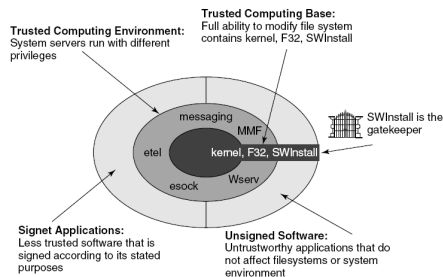 Trusted Computing Base:
Full ability to modify file system
contains kernel, F32, SWInstall
Trusted Computing Environment:
System servers run with different
privileges
messaging
MMF
SWInstall is the
gatekeeper
etel
kernel, F32, SWInstall
esock
Wserv
Signet Applications:
Less trusted software that is
signed according to its stated
purposes
Unsigned Software:
Untrustworthy applications that do
not affect filesystems or system
environment